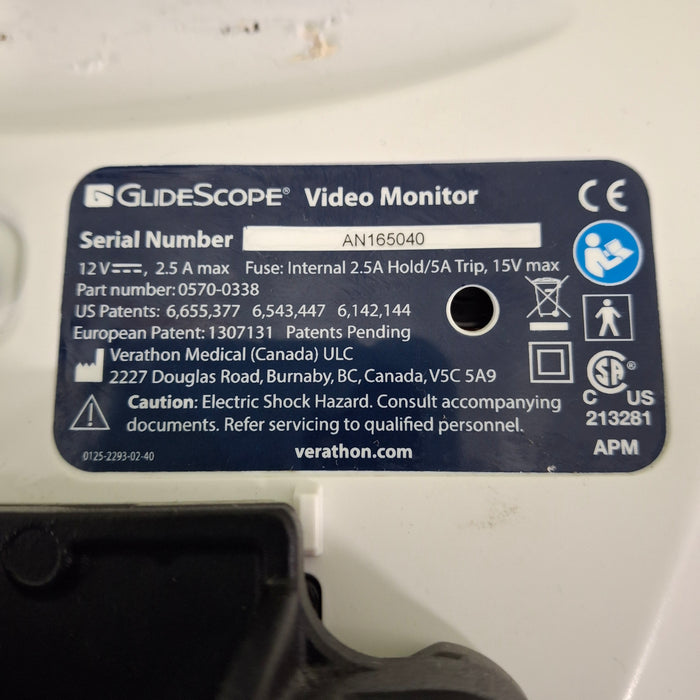 GLIDESCOPE® Video Monitor
Serial Number AN165040
12V⎓, 2.5 A max Fuse: Internal 2.5A Hold/5A Trip, 15V max
Part number: 0570-0338
US Patents: 6,655,377 6,543,447 6,142,144
European Patent: 1307131 Patents Pending
Verathon Medical (Canada) ULC
2227 Douglas Road, Burnaby, BC, Canada, V5C 5A9
Caution: Electric Shock Hazard. Consult accompanying
documents. Refer servicing to qualified personnel.
0125-2293-02-40
verathon.com
CE
SA®
C US
213281
APM